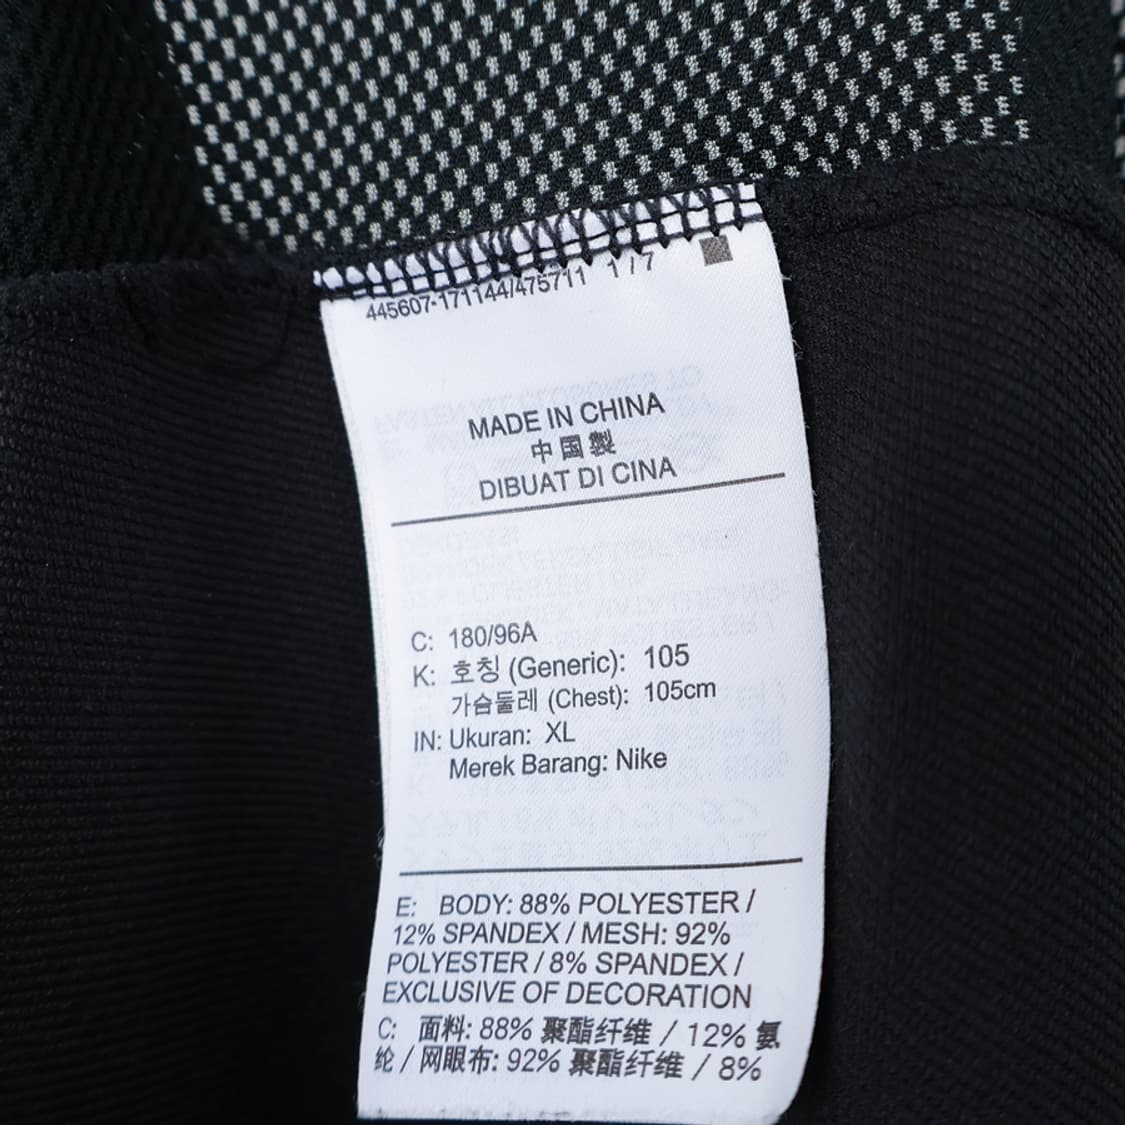 445607-171144/475711 1/7
MADE IN CHINA
中国製
DIBUAT DI CINA
C: 180/96A
K: 호칭 (Generic): 105
가슴둘레 (Chest): 105cm
IN: Ukuran: XL
Merek Barang: Nike
E: BODY: 88% POLYESTER /
12% SPANDEX / MESH: 92%
POLYESTER / 8% SPANDEX /
EXCLUSIVE OF DECORATION
C: 面料: 88% 聚酯纤维 / 12% 氨
纶 / 网眼布: 92% 聚酯纤维 / 8%